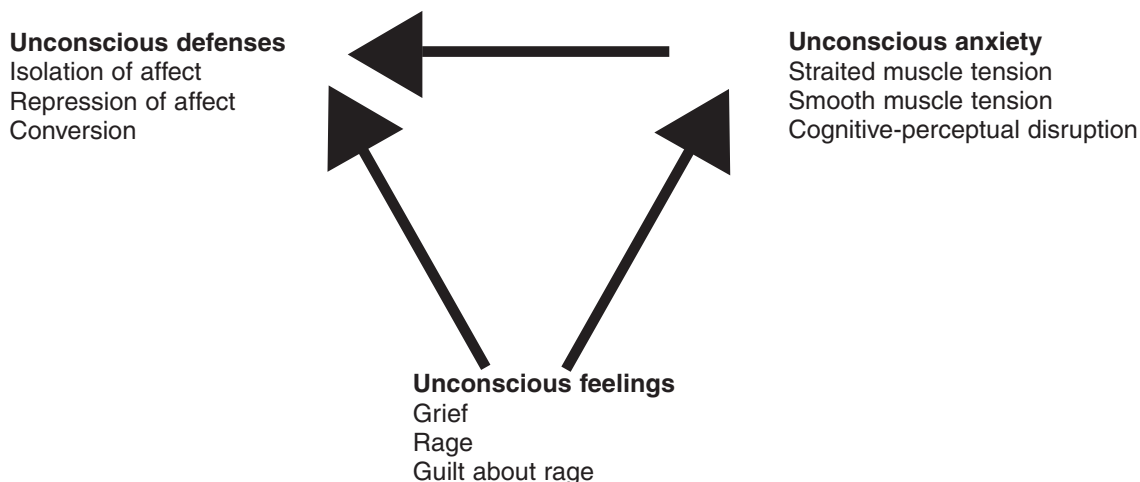 Unconscious defenses
Isolation of affect
Repression of affect
Conversion
Unconscious anxiety
Straited muscle tension
Smooth muscle tension
Cognitive-perceptual disruption
Unconscious feelings
Grief
Rage
Guilt about rage